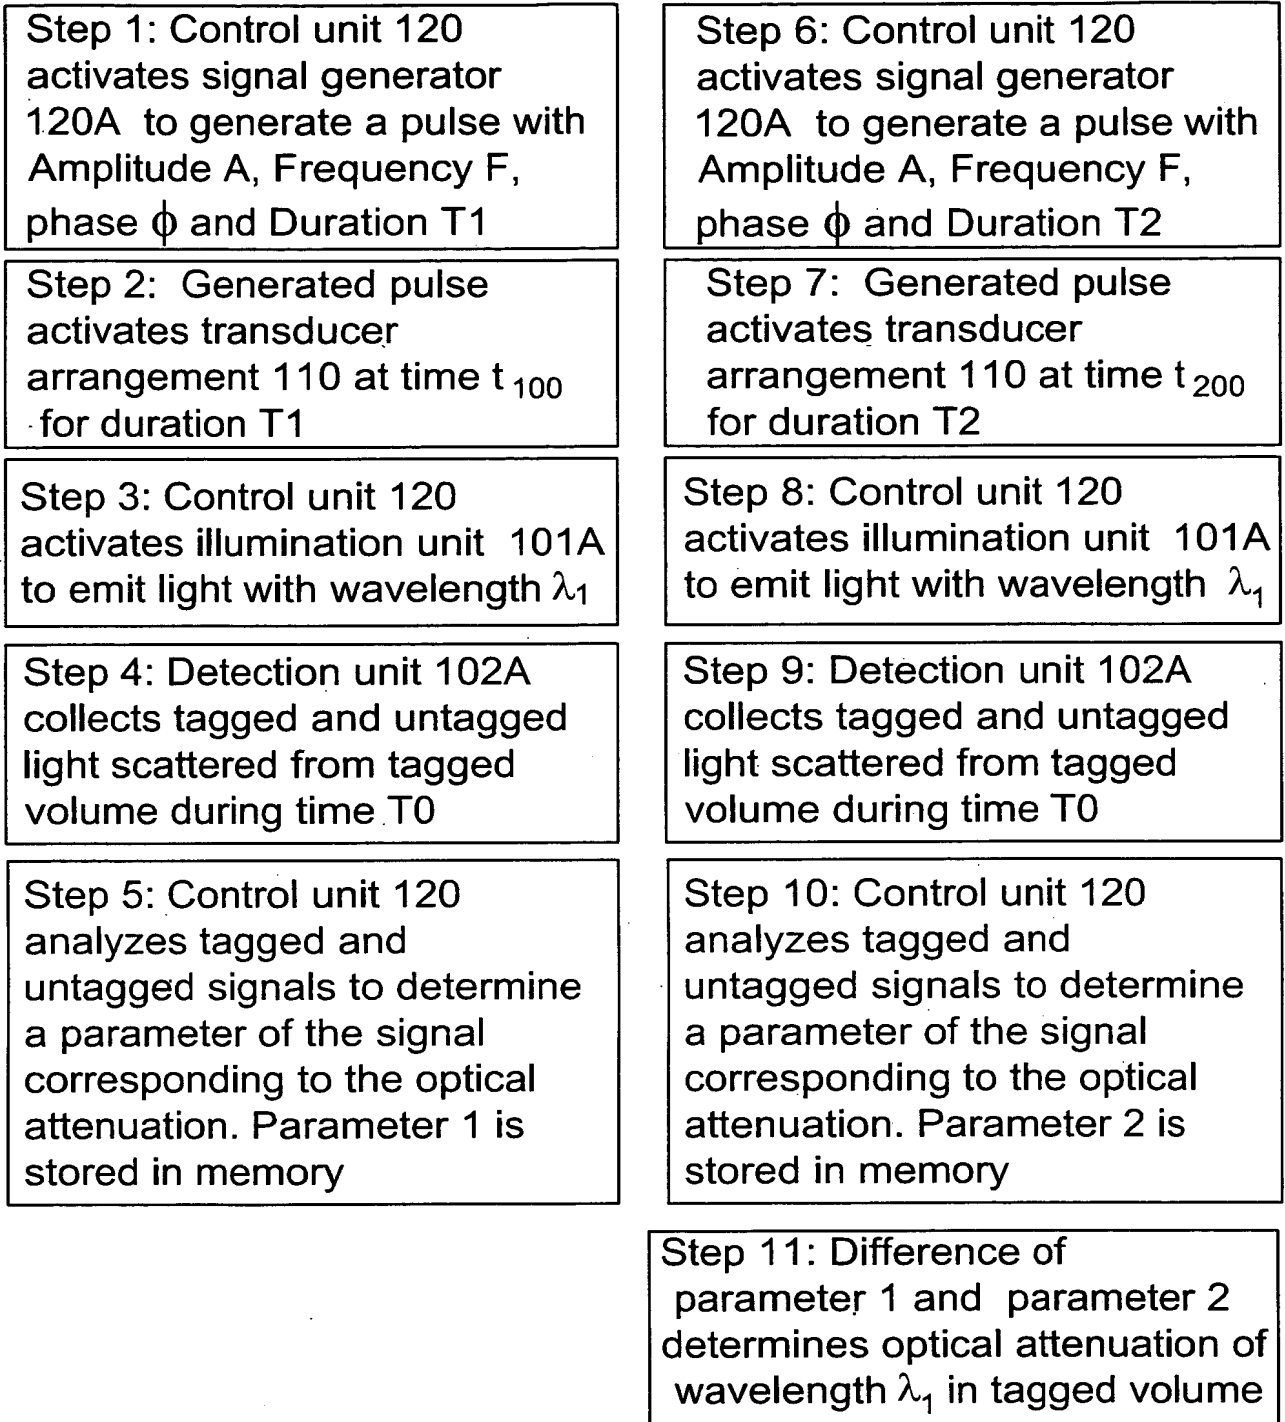 Step 1: Control unit 120
activates signal generator
120A to generate a pulse with
Amplitude A, Frequency F,
phase ϕ and Duration T1
Step 2: Generated pulse
activates transducer
arrangement 110 at time t₁₀₀
for duration T1
Step 3: Control unit 120
activates illumination unit 101A
to emit light with wavelength λ₁
Step 4: Detection unit 102A
collects tagged and untagged
light scattered from tagged
volume during time T0
Step 5: Control unit 120
analyzes tagged and
untagged signals to determine
a parameter of the signal
corresponding to the optical
attenuation. Parameter 1 is
stored in memory
Step 6: Control unit 120
activates signal generator
120A to generate a pulse with
Amplitude A, Frequency F,
phase ϕ and Duration T2
Step 7: Generated pulse
activates transducer
arrangement 110 at time t₂₀₀
for duration T2
Step 8: Control unit 120
activates illumination unit 101A
to emit light with wavelength λ₁
Step 9: Detection unit 102A
collects tagged and untagged
light scattered from tagged
volume during time T0
Step 10: Control unit 120
analyzes tagged and
untagged signals to determine
a parameter of the signal
corresponding to the optical
attenuation. Parameter 2 is
stored in memory
Step 11: Difference of
parameter 1 and parameter 2
determines optical attenuation of
wavelength λ₁ in tagged volume